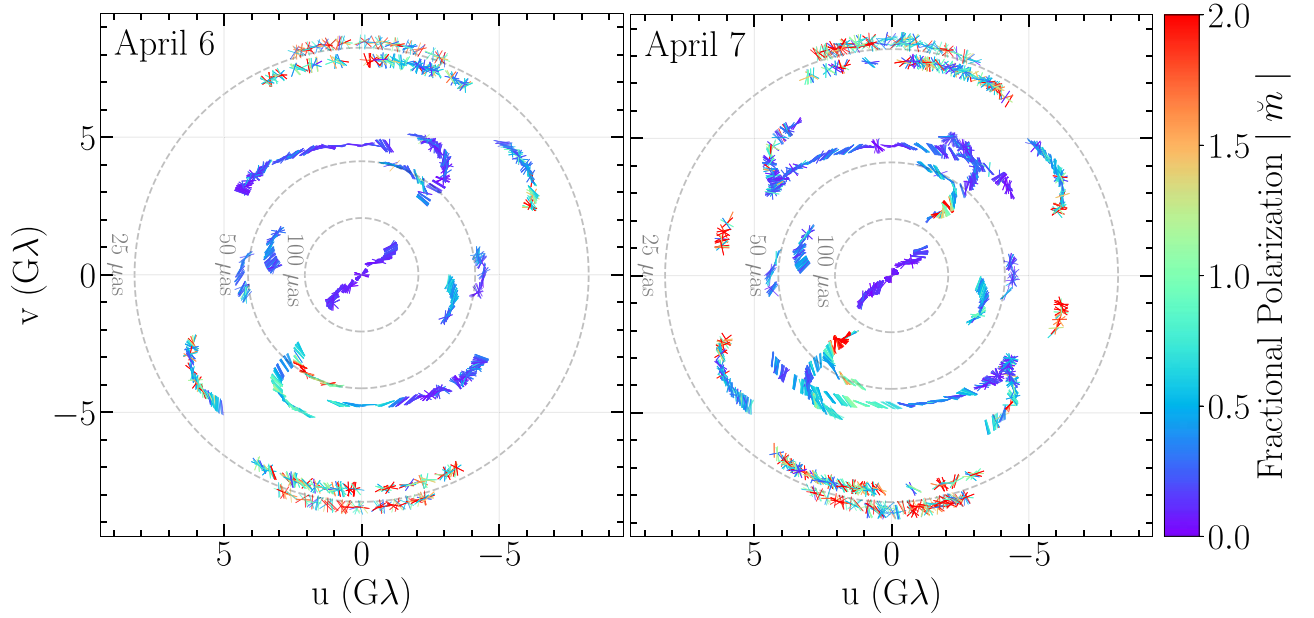 April 6
April 7
25 μas
50 μas
100 μas
25 μas
50 μas
100 μas
v (Gλ)
5
0
−5
5
0
−5
5
0
−5
u (Gλ)
u (Gλ)
2.0
1.5
1.0
0.5
0.0
Fractional Polarization | m̆ |